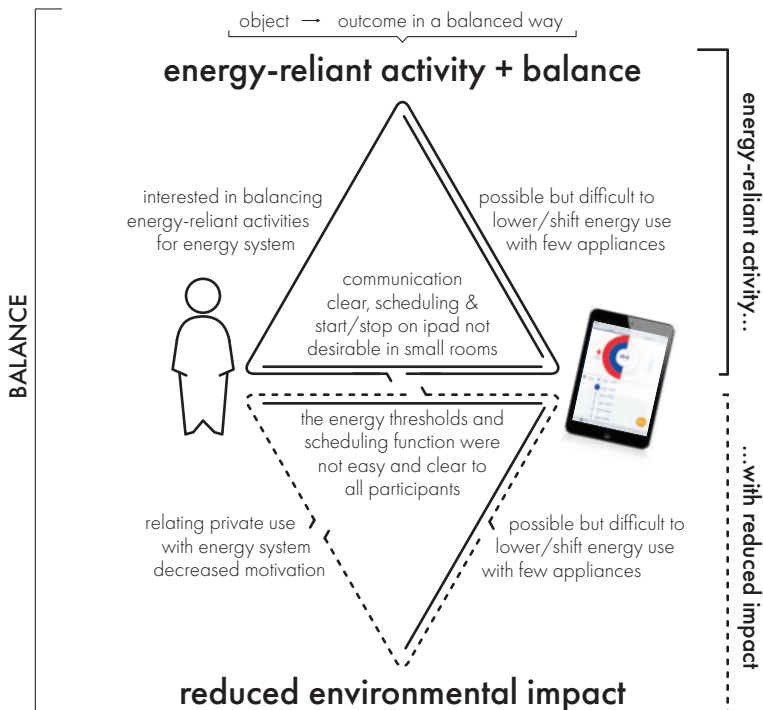 object → outcome in a balanced way
energy-reliant activity + balance
interested in balancing
energy-reliant activities
for energy system
possible but difficult to
lower/shift energy use
with few appliances
communication
clear, scheduling &
start/stop on ipad not
desirable in small rooms
the energy thresholds and
scheduling function were
not easy and clear to
all participants
relating private use
with energy system
decreased motivation
possible but difficult to
lower/shift energy use
with few appliances
reduced environmental impact
BALANCE
energy-reliant activity...
....with reduced impact